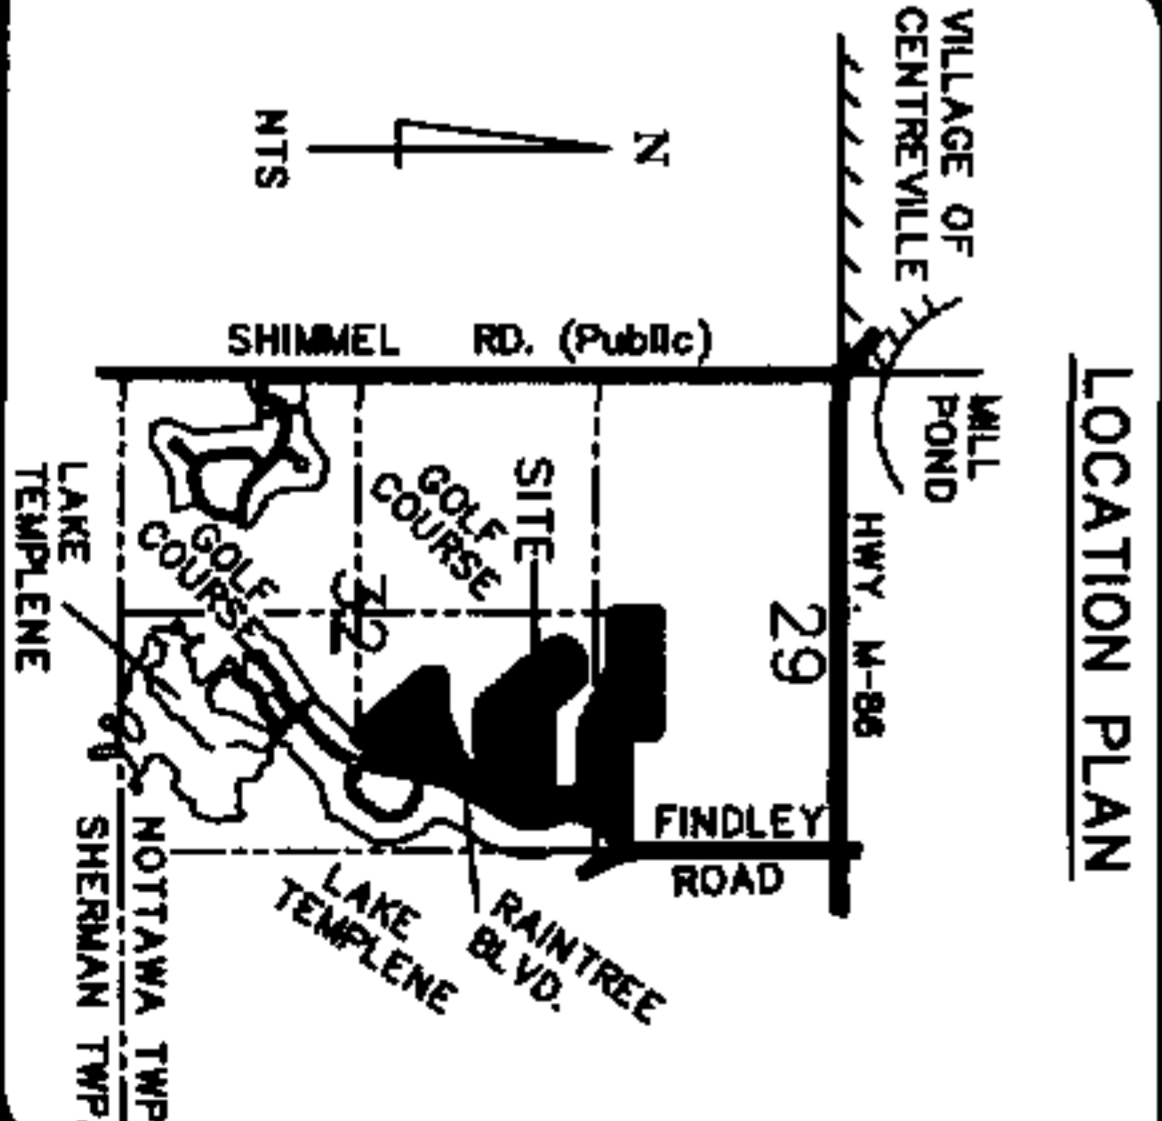 LOCATION PLAN
VILLAGE OF
CENTREVILLE
MILL
POND
HWY. M-86
N
NTS
SHIMMEL RD. (Public)
29
FINDLEY
ROAD
SITE
GOLF
COURSE
32
GOLF
COURSE
LAKE
TEMPLENE
RAINTREE
BLVD.
LAKE
TEMPLENE
NOTTAWA TWP
SHERMAN TWP.